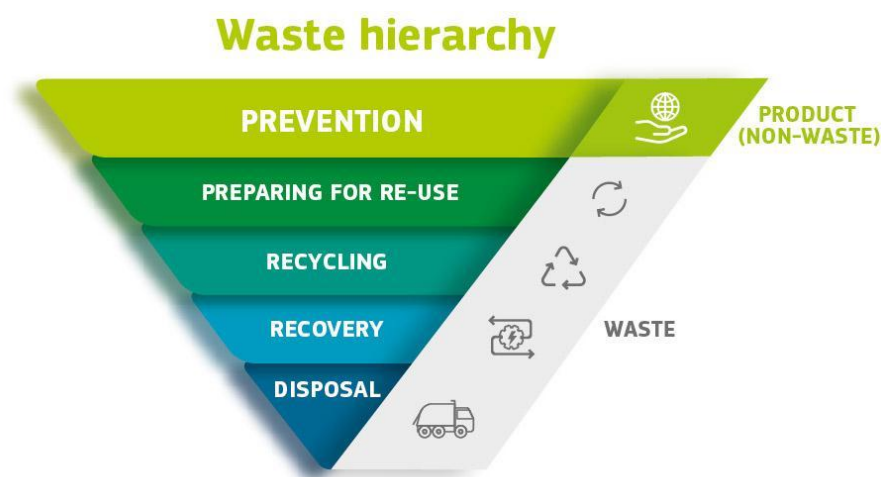 Waste hierarchy
PREVENTION
PRODUCT
(NON-WASTE)
PREPARING FOR RE-USE
RECYCLING
RECOVERY
WASTE
DISPOSAL